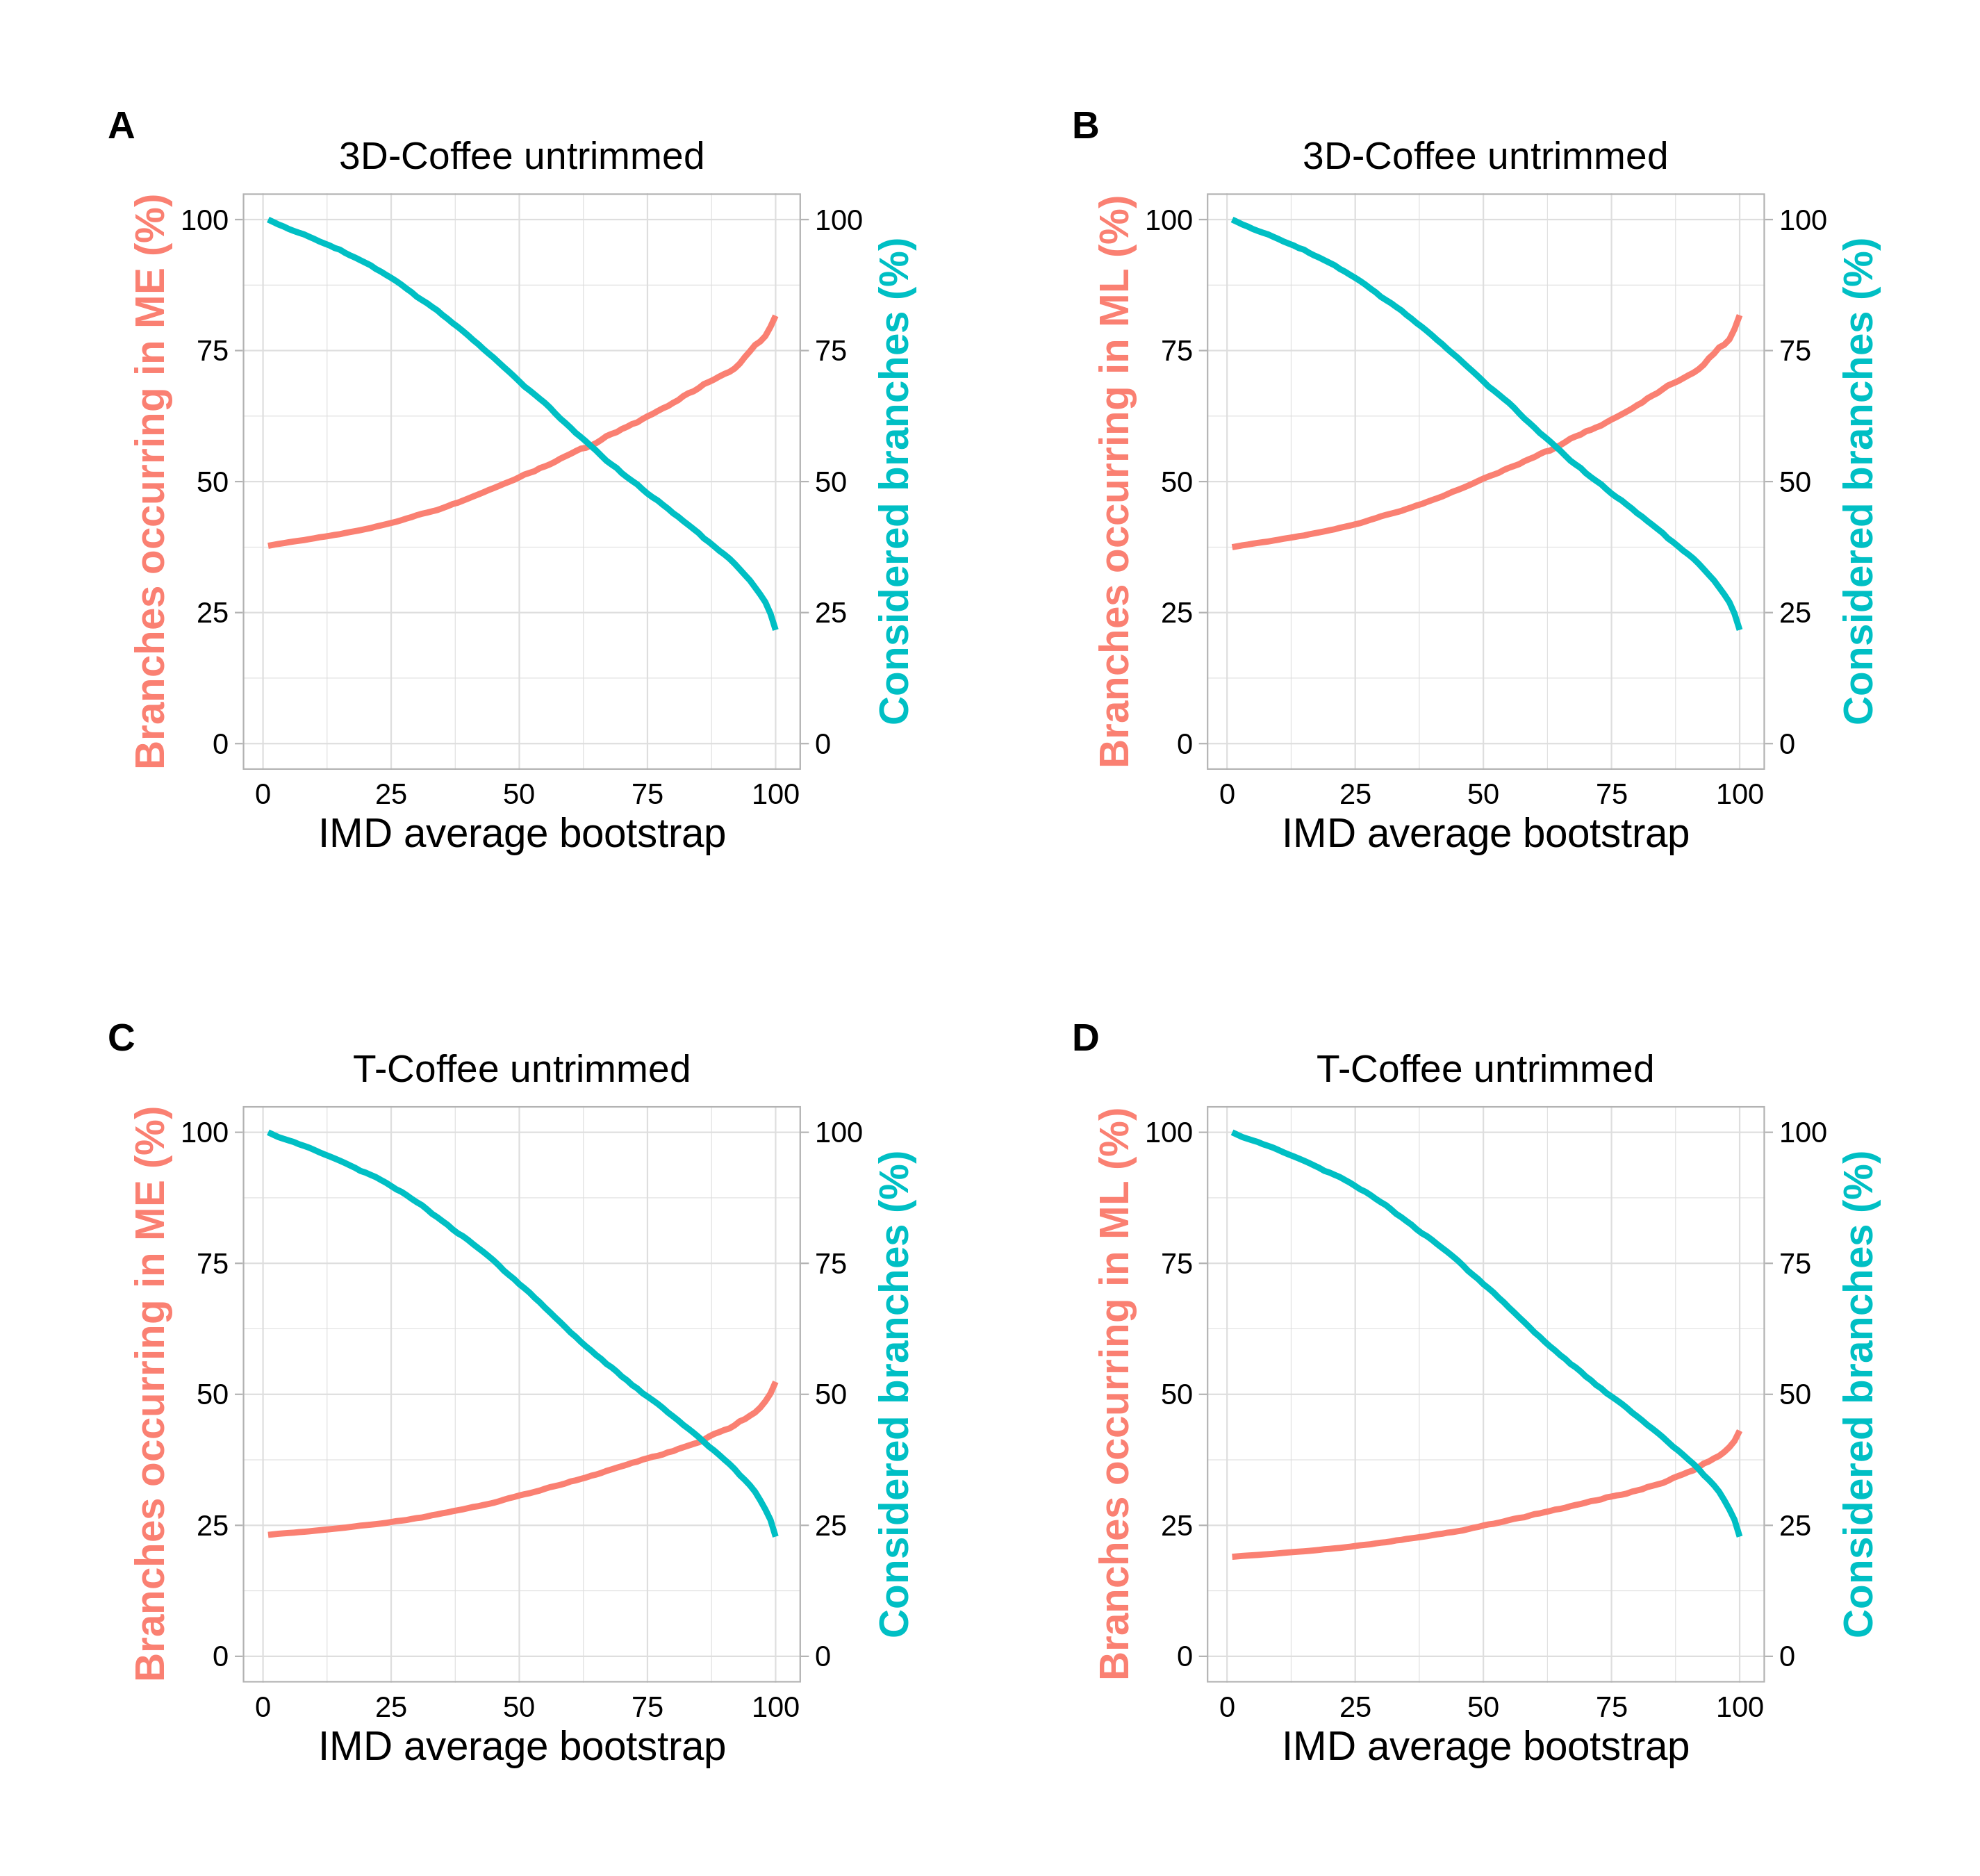 A
3D-Coffee untrimmed
Branches occurring in ME (%)
100
75
50
25
0
100
75
50
25
0
Considered branches (%)
0 25 50 75 100
IMD average bootstrap
B
3D-Coffee untrimmed
Branches occurring in ML (%)
100
75
50
25
0
100
75
50
25
0
Considered branches (%)
0 25 50 75 100
IMD average bootstrap
C
T-Coffee untrimmed
Branches occurring in ME (%)
100
75
50
25
0
100
75
50
25
0
Considered branches (%)
0 25 50 75 100
IMD average bootstrap
D
T-Coffee untrimmed
Branches occurring in ML (%)
100
75
50
25
0
100
75
50
25
0
Considered branches (%)
0 25 50 75 100
IMD average bootstrap